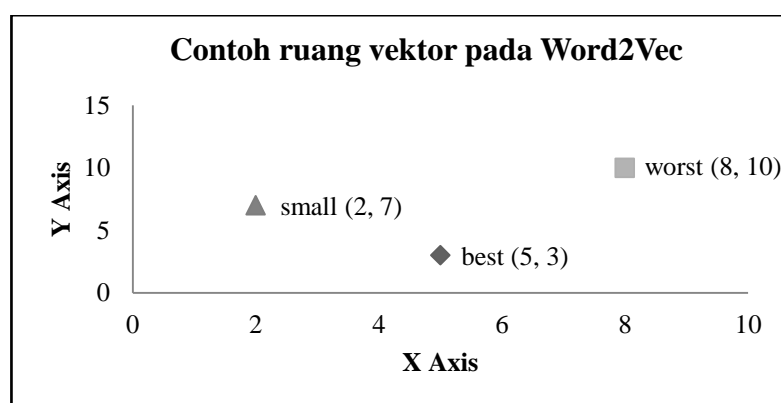 Contoh ruang vektor pada Word2Vec
15
10
5
0
Y Axis
worst (8, 10)
small (2, 7)
best (5, 3)
0 2 4 6 8 10
X Axis